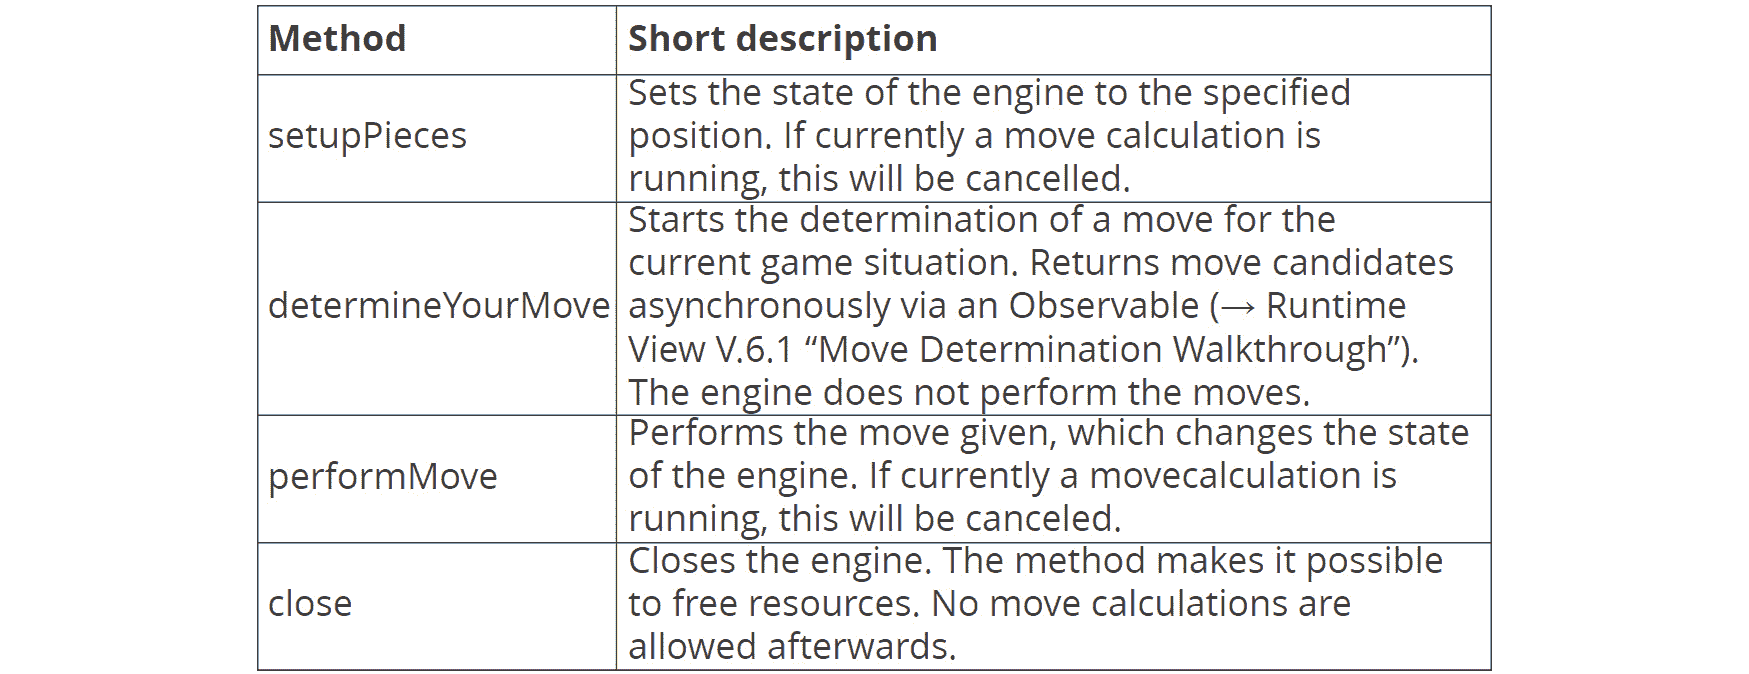 Method
Short description
setupPieces
Sets the state of the engine to the specified
position. If currently a move calculation is
running, this will be cancelled.
determineYourMove
Starts the determination of a move for the
current game situation. Returns move candidates
asynchronously via an Observable (→ Runtime
View V.6.1 “Move Determination Walkthrough”).
The engine does not perform the moves.
performMove
Performs the move given, which changes the state
of the engine. If currently a movecalculation is
running, this will be canceled.
close
Closes the engine. The method makes it possible
to free resources. No move calculations are
allowed afterwards.